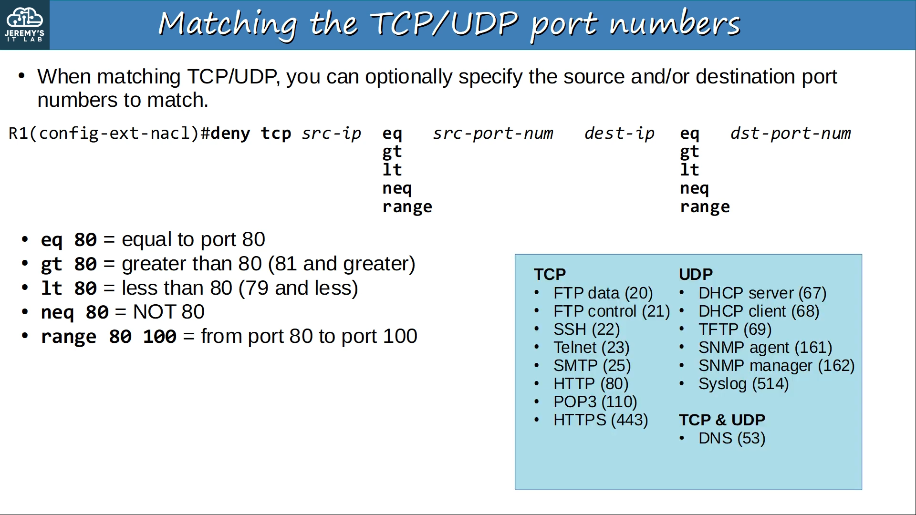 JEREMY'S
IT LAB
Matching the TCP/UDP port numbers
• When matching TCP/UDP, you can optionally specify the source and/or destination port
numbers to match.
R1(config-ext-nacl)#deny tcp src-ip eq src-port-num dest-ip eq dst-port-num
gt gt
lt lt
neq neq
range range
• eq 80 = equal to port 80
• gt 80 = greater than 80 (81 and greater)
• lt 80 = less than 80 (79 and less)
• neq 80 = NOT 80
• range 80 100 = from port 80 to port 100
TCP
• FTP data (20)
• FTP control (21)
• SSH (22)
• Telnet (23)
• SMTP (25)
• HTTP (80)
• POP3 (110)
• HTTPS (443)
UDP
• DHCP server (67)
• DHCP client (68)
• TFTP (69)
• SNMP agent (161)
• SNMP manager (162)
• Syslog (514)
TCP & UDP
• DNS (53)